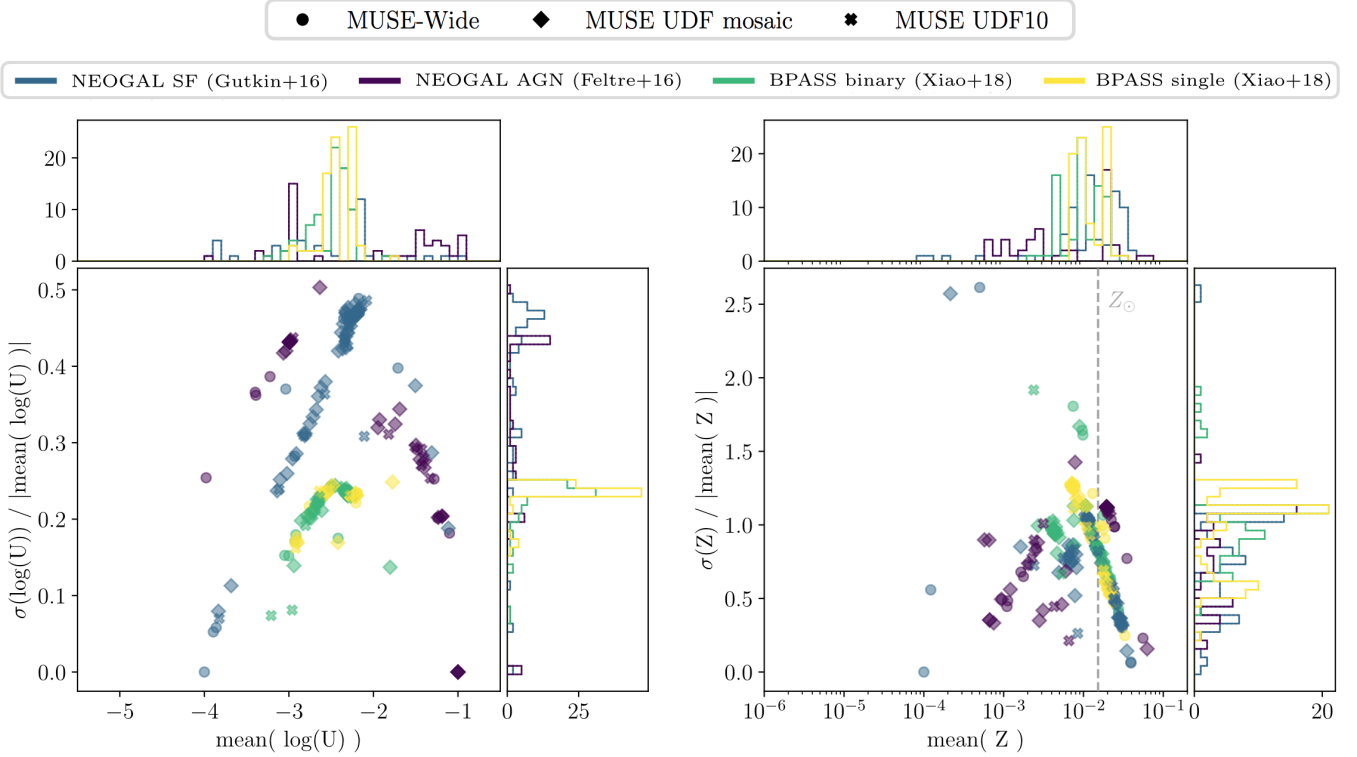 MUSE-Wide MUSE UDF mosaic MUSE UDF10
NEOGAL SF (Gutkin+16) NEOGAL AGN (Feltre+16) BPASS binary (Xiao+18) BPASS single (Xiao+18)
20
10
0
0.5
0.4
0.3
0.2
0.1
0.0
σ(log(U)) / |mean( log(U) )|
−5 −4 −3 −2 −1
mean( log(U) )
0 25
20
10
0
Z⊙
2.5
2.0
1.5
1.0
0.5
0.0
σ(Z) / |mean( Z )|
10⁻⁶ 10⁻⁵ 10⁻⁴ 10⁻³ 10⁻² 10⁻¹
mean( Z )
0 20